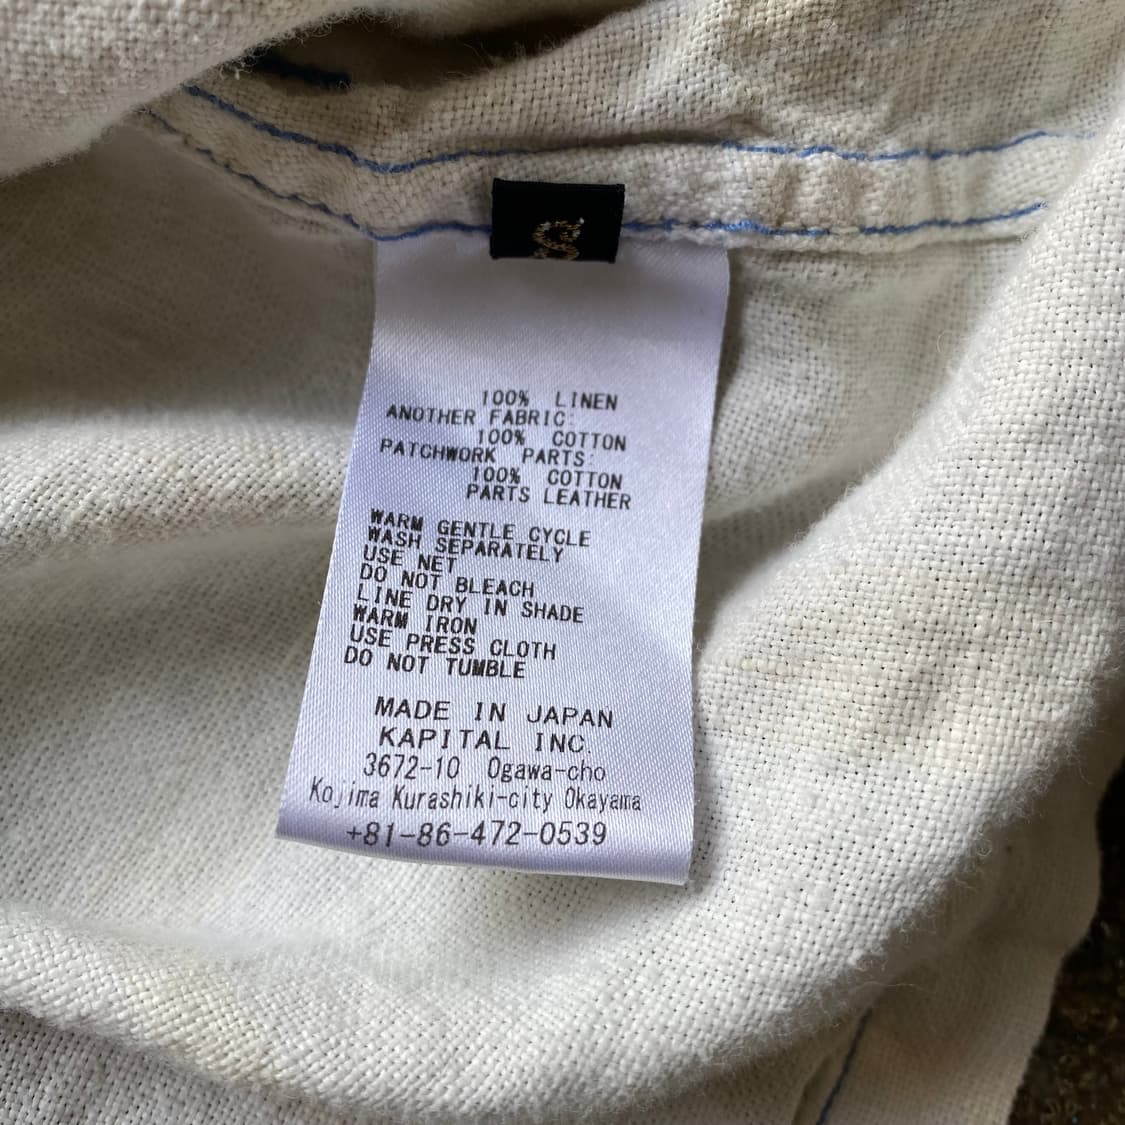 100% LINEN
ANOTHER FABRIC:
100% COTTON
PATCHWORK PARTS:
100% COTTON
PARTS LEATHER
WARM GENTLE CYCLE
WASH SEPARATELY
USE NET
DO NOT BLEACH
LINE DRY IN SHADE
WARM IRON
USE PRESS CLOTH
DO NOT TUMBLE
MADE IN JAPAN
KAPITAL INC.
3672-10 Ogawa-cho
Kojima Kurashiki-city Okayama
+81-86-472-0539